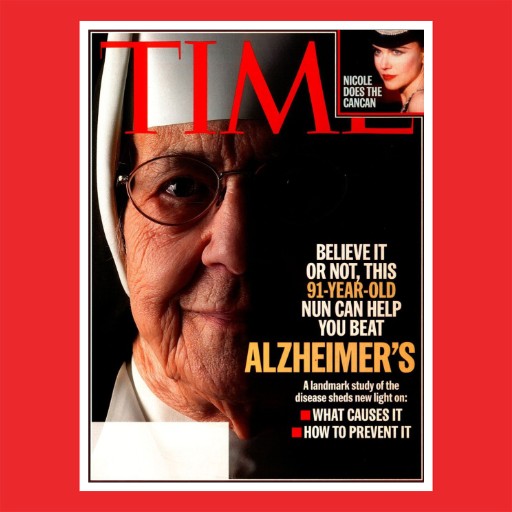 TIME
NICOLE
DOES THE
CANCAN
BELIEVE IT
OR NOT, THIS
91-YEAR-OLD
NUN CAN HELP
YOU BEAT
ALZHEIMER'S
A landmark study of the
disease sheds new light on:
WHAT CAUSES IT
HOW TO PREVENT IT